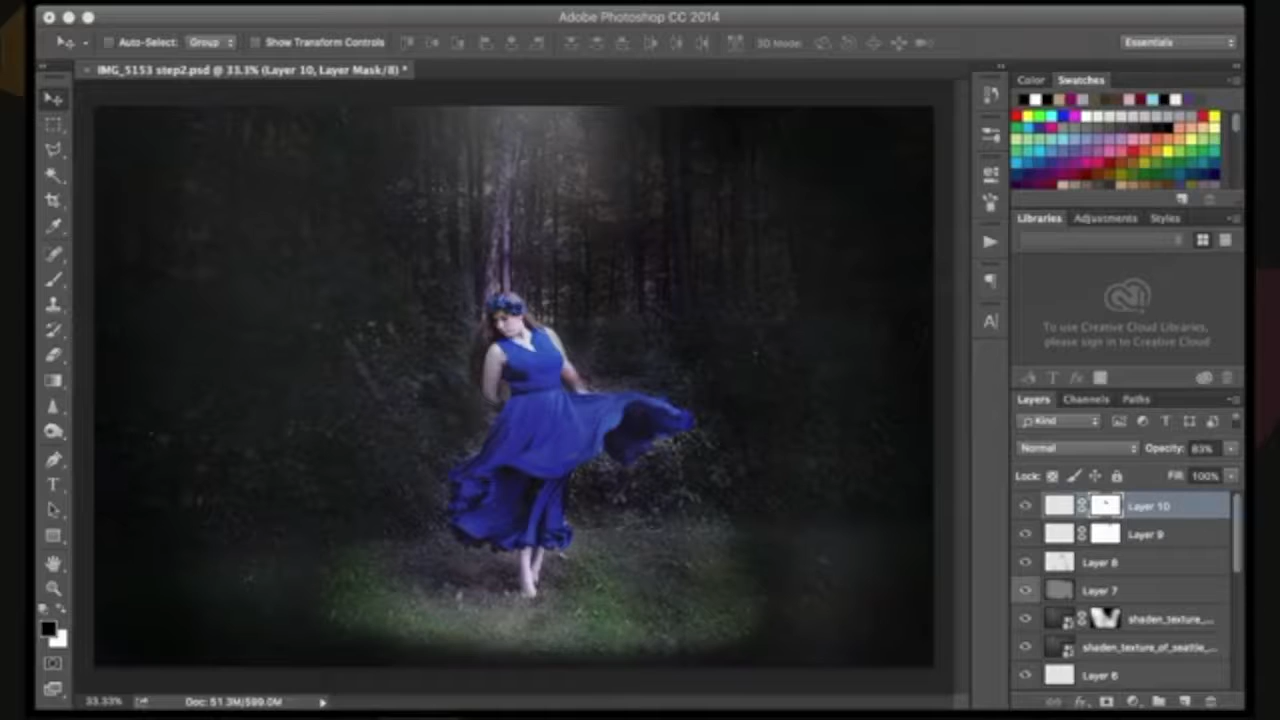 Adobe Photoshop CC 2014
Auto-Select: Group Show Transform Controls 3D Mode: Essentials
× IMG_5153 step2.psd @ 33.3% (Layer 10, Layer Mask/8) *
Color Swatches
Libraries Adjustments Styles
To use Creative Cloud Libraries,
please sign in to Creative Cloud
Layers Channels Paths
Kind
Normal Opacity: 83%
Lock: Fill: 100%
Layer 10
Layer 9
Layer 8
Layer 7
shaden_texture_...
shaden_texture_of_seattle_...
Layer 6
33.33% Doc: 51.3M/599.0M